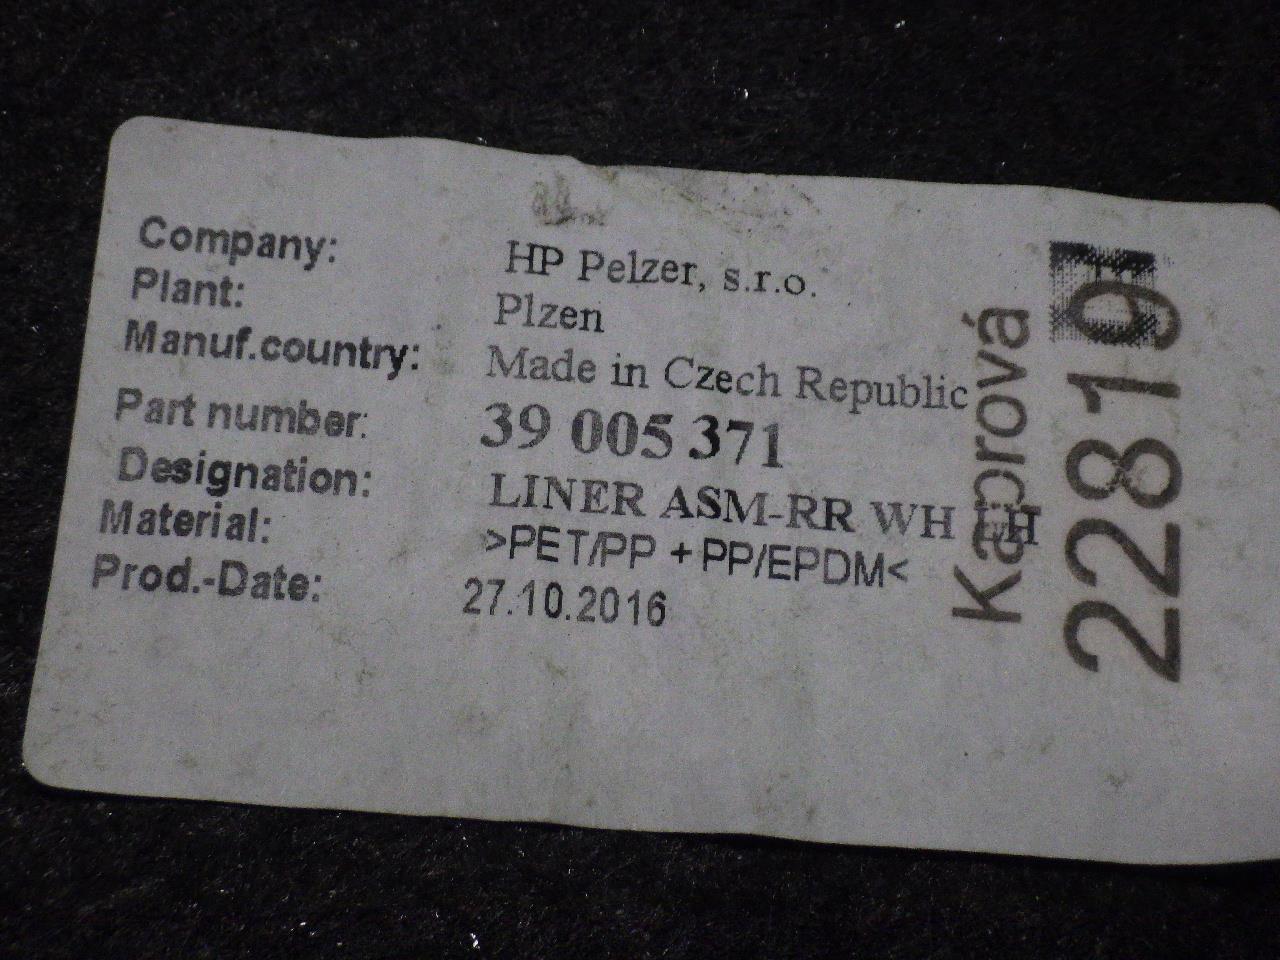 Company: HP Pelzer, s.r.o.
Plant: Plzen
Manuf.country: Made in Czech Republic
Part number: 39 005 371
Designation: LINER ASM-RR WH LH
Material: >PET/PP + PP/EPDM<
Prod.-Date: 27.10.2016
Kaprová
22819